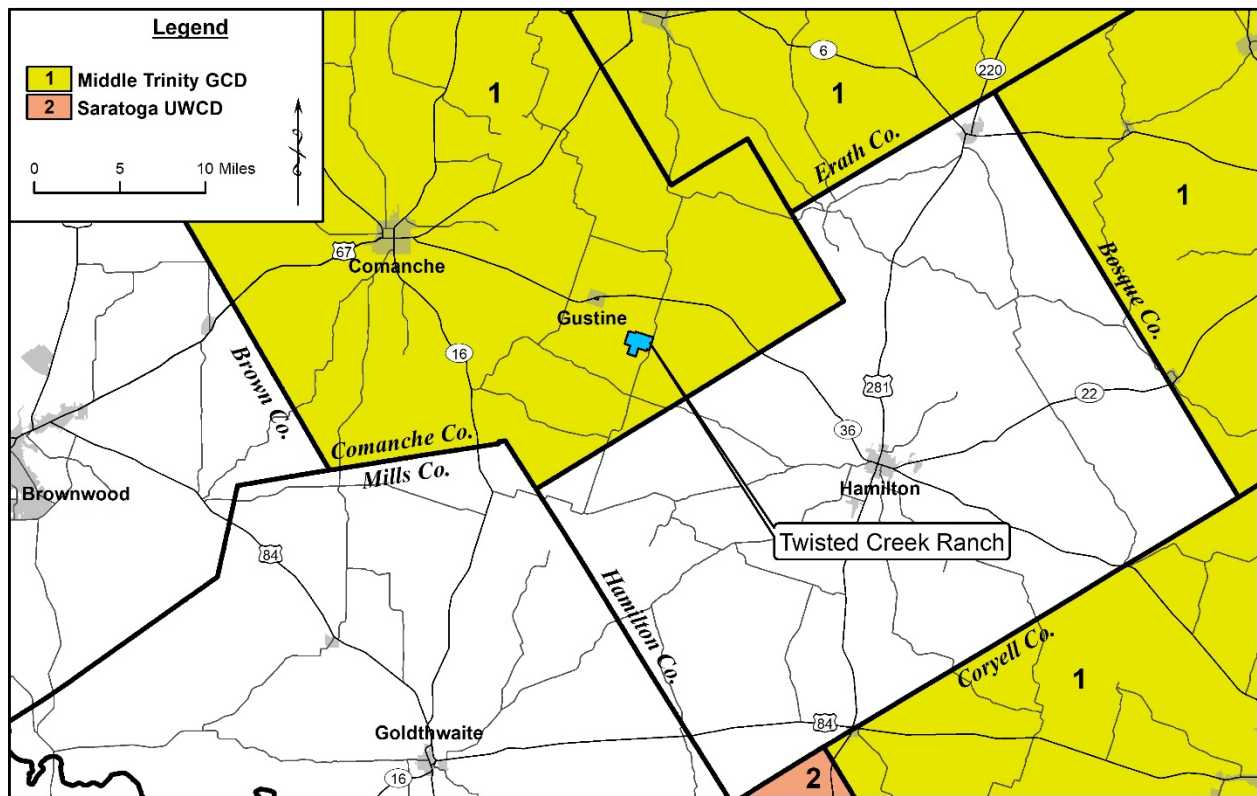 Legend
1 Middle Trinity GCD
2 Saratoga UWCD
0 5 10 Miles
1
6
220
1
Erath Co.
1
67
Comanche
Bosque Co.
Gustine
16
Brown Co.
281
22
36
Comanche Co.
Mills Co.
Hamilton
Brownwood
Twisted Creek Ranch
84
Hamilton Co.
Coryell Co.
1
84
Goldthwaite
16
2